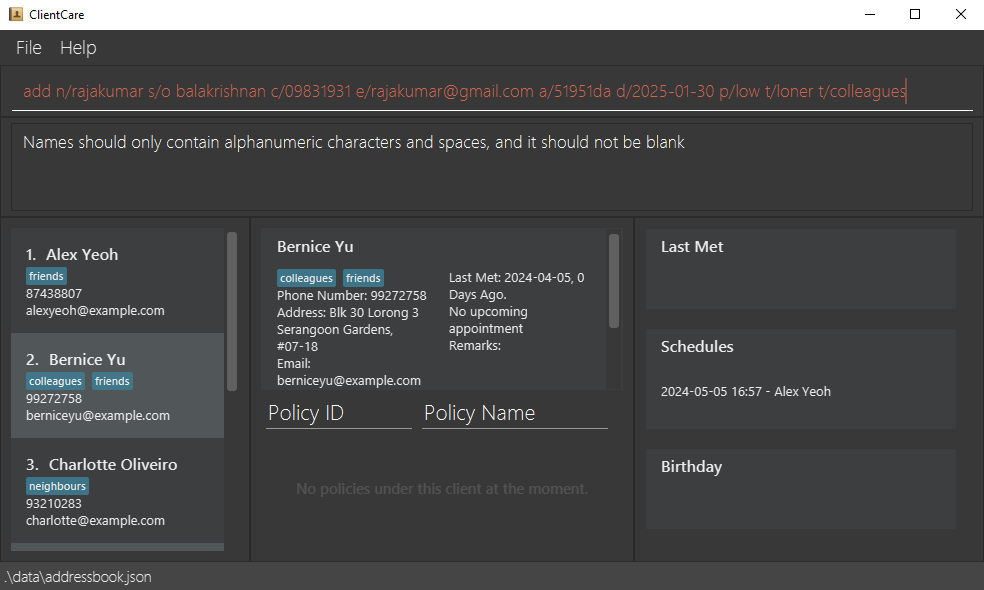 ClientCare
File Help
add n/rajakumar s/o balakrishnan c/09831931 e/rajakumar@gmail.com a/51951da d/2025-01-30 p/low t/loner t/colleagues
Names should only contain alphanumeric characters and spaces, and it should not be blank
1. Alex Yeoh
friends
87438807
alexyeoh@example.com
2. Bernice Yu
colleagues friends
99272758
berniceyu@example.com
3. Charlotte Oliveiro
neighbours
93210283
charlotte@example.com
Bernice Yu
colleagues friends
Phone Number: 99272758
Address: Blk 30 Lorong 3
Serangoon Gardens,
#07-18
Email:
berniceyu@example.com
Last Met: 2024-04-05, 0
Days Ago.
No upcoming
appointment
Remarks:
Policy ID Policy Name
No policies under this client at the moment.
Last Met
Schedules
2024-05-05 16:57 - Alex Yeoh
Birthday
.\data\addressbook.json